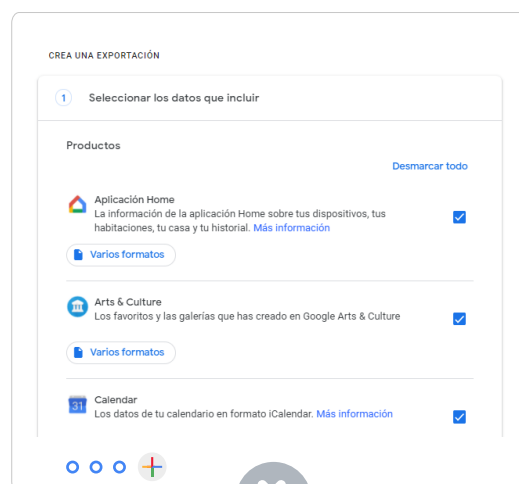 CREA UNA EXPORTACIÓN
1 Seleccionar los datos que incluir
Productos
Desmarcar todo
Aplicación Home
La información de la aplicación Home sobre tus dispositivos, tus
habitaciones, tu casa y tu historial. Más información
Varios formatos
Arts & Culture
Los favoritos y las galerías que has creado en Google Arts & Culture
Varios formatos
Calendar
31
Los datos de tu calendario en formato iCalendar. Más información